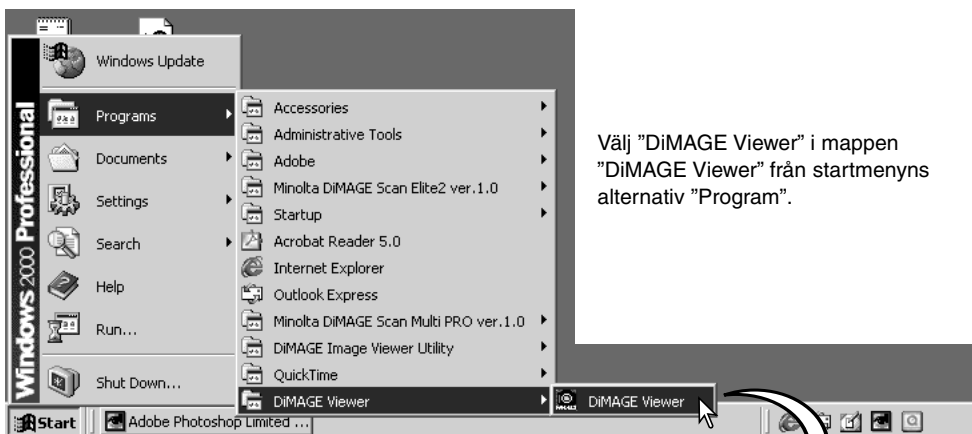 Windows Update
Programs
Documents
Settings
Search
Help
Run...
Shut Down...
Windows 2000 Professional
Accessories
Administrative Tools
Adobe
Minolta DiMAGE Scan Elite2 ver.1.0
Startup
Acrobat Reader 5.0
Internet Explorer
Outlook Express
Minolta DiMAGE Scan Multi PRO ver.1.0
DiMAGE Image Viewer Utility
QuickTime
DiMAGE Viewer
DiMAGE Viewer
Välj ”DiMAGE Viewer” i mappen
”DiMAGE Viewer” från startmenyns
alternativ ”Program”.
Start
Adobe Photoshop Limited ...